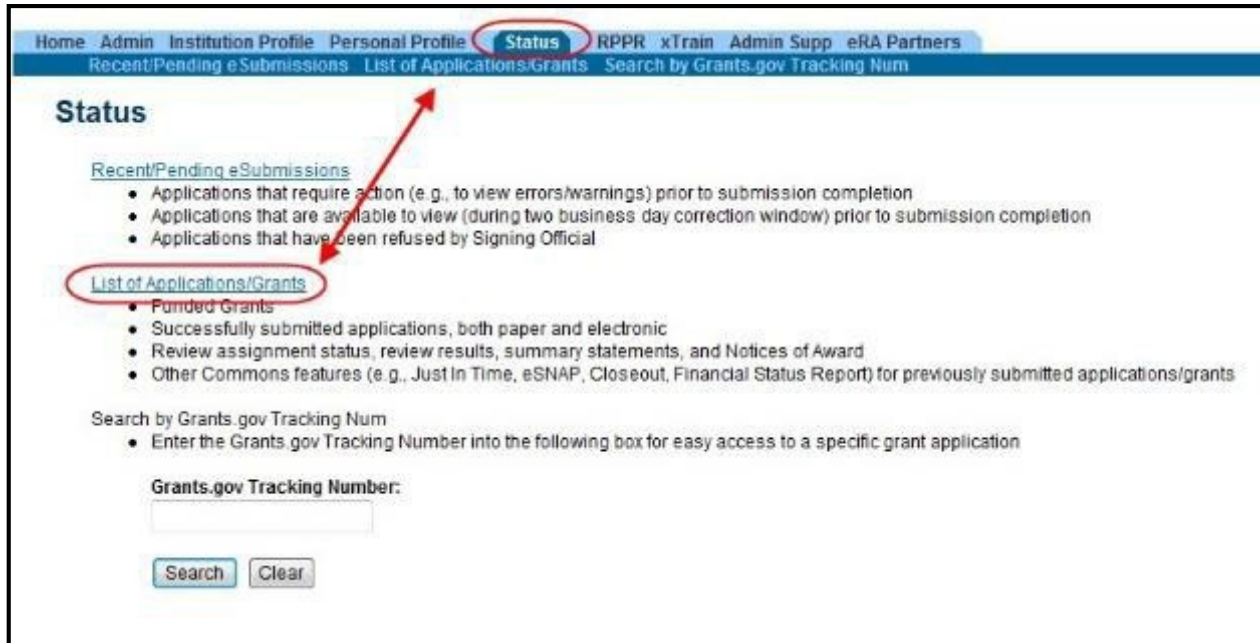 Home Admin Institution Profile Personal Profile Status RPPR xTrain Admin Supp eRA Partners
Recent/Pending eSubmissions List of Applications/Grants Search by Grants.gov Tracking Num
Status
Recent/Pending eSubmissions
• Applications that require action (e.g., to view errors/warnings) prior to submission completion
• Applications that are available to view (during two business day correction window) prior to submission completion
• Applications that have been refused by Signing Official
List of Applications/Grants
• Funded Grants
• Successfully submitted applications, both paper and electronic
• Review assignment status, review results, summary statements, and Notices of Award
• Other Commons features (e.g., Just In Time, eSNAP, Closeout, Financial Status Report) for previously submitted applications/grants
Search by Grants.gov Tracking Num
• Enter the Grants.gov Tracking Number into the following box for easy access to a specific grant application
Grants.gov Tracking Number:
Search Clear